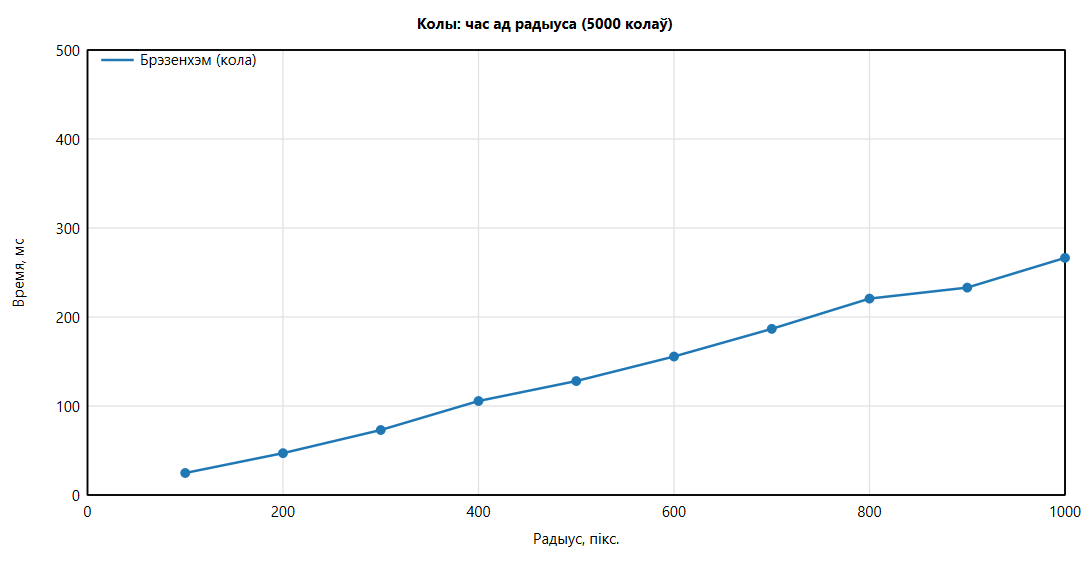 Колы: час ад радыуса (5000 колаў)
500
Брэзенхэм (кола)
400
300
Время, мс
200
100
0
0 200 400 600 800 1000
Радыус, пікс.